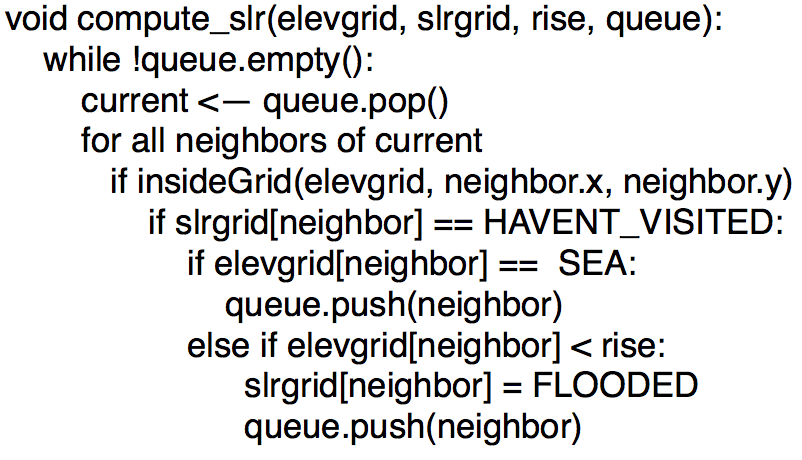 void compute_slr(elevgrid, slrgrid, rise, queue):
while !queue.empty():
current <— queue.pop()
for all neighbors of current
if insideGrid(elevgrid, neighbor.x, neighbor.y)
if slrgrid[neighbor] == HAVENT_VISITED:
if elevgrid[neighbor] == SEA:
queue.push(neighbor)
else if elevgrid[neighbor] < rise:
slrgrid[neighbor] = FLOODED
queue.push(neighbor)